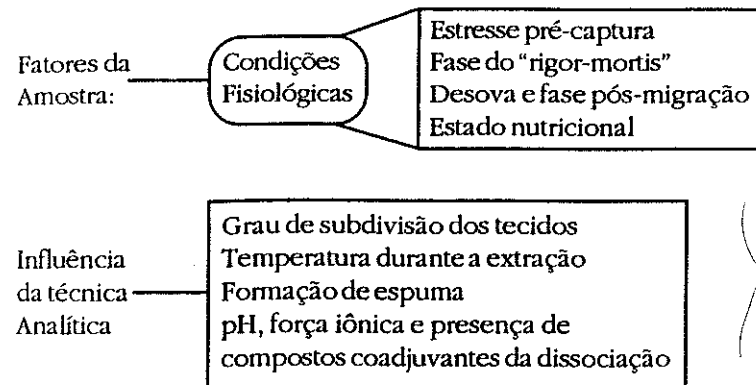 Fatores da
Amostra:
Condições
Fisiológicas
Estresse pré-captura
Fase do "rigor-mortis"
Desova e fase pós-migração
Estado nutricional
Influência
da técnica
Analítica
Grau de subdivisão dos tecidos
Temperatura durante a extração
Formação de espuma
pH, força iônica e presença de
compostos coadjuvantes da dissociação